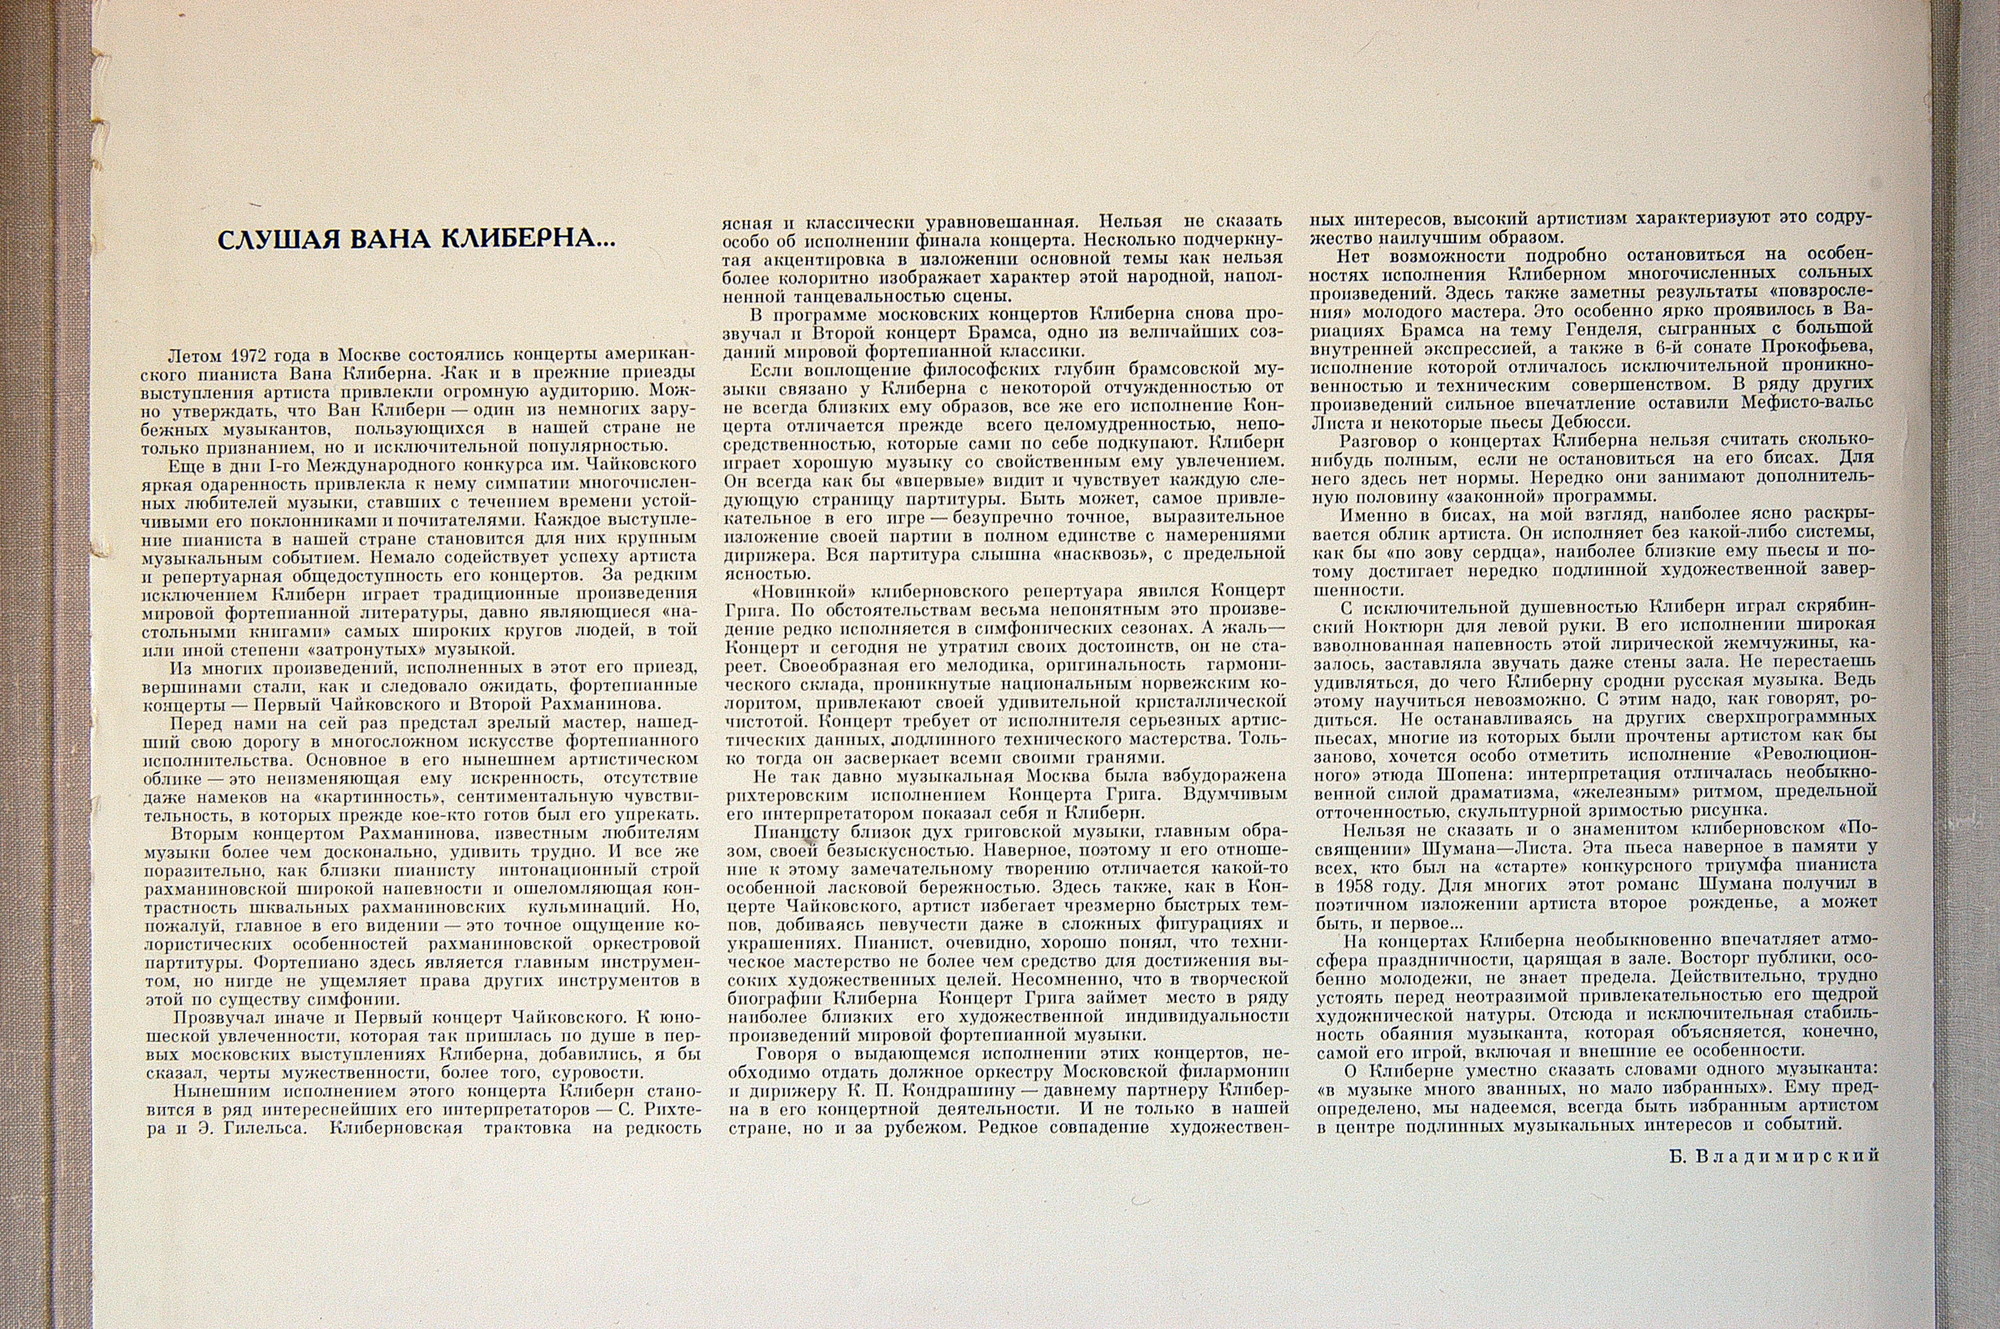 СЛУШАЯ ВАНА КЛИБЕРНА...
Летом 1972 года в Москве состоялись концерты американ-
ского пианиста Вана Клиберна. Как и в прежние приезды
выступления артиста привлекли огромную аудиторию. Мож-
но утверждать, что Ван Клиберн — один из немногих зару-
бежных музыкантов, пользующихся в нашей стране не
только признанием, но и исключительной популярностью.
Еще в дни I-го Международного конкурса им. Чайковского
яркая одаренность привлекла к нему симпатии многочислен-
ных любителей музыки, ставших с течением времени устой-
чивыми его поклонниками и почитателями. Каждое выступле-
ние пианиста в нашей стране становится для них крупным
музыкальным событием. Немало содействует успеху артиста
и репертуарная общедоступность его концертов. За редким
исключением Клиберн играет традиционные произведения
мировой фортепианной литературы, давно являющиеся «на-
стольными книгами» самых широких кругов людей, в той
или иной степени «затронутых» музыкой.
Из многих произведений, исполненных в этот его приезд,
вершинами стали, как и следовало ожидать, фортепианные
концерты — Первый Чайковского и Второй Рахманинова.
Перед нами на сей раз предстал зрелый мастер, нашед-
ший свою дорогу в многосложном искусстве фортепианного
исполнительства. Основное в его нынешнем артистическом
облике — это неизменяющая ему искренность, отсутствие
даже намеков на «картинность», сентиментальную чувстви-
тельность, в которых прежде кое-кто готов был его упрекать.
Вторым концертом Рахманинова, известным любителям
музыки более чем досконально, удивить трудно. И все же
поразительно, как близки пианисту интонационный строй
рахманиновской широкой напевности и ошеломляющая кон-
трастность шквальных рахманиновских кульминаций. Но,
пожалуй, главное в его видении — это точное ощущение ко-
лористических особенностей рахманиновской оркестровой
партитуры. Фортепиано здесь является главным инструмен-
том, но нигде не ущемляет права других инструментов в
этой по существу симфонии.
Прозвучал иначе и Первый концерт Чайковского. К юно-
шеской увлеченности, которая так пришлась по душе в пер-
вых московских выступлениях Клиберна, добавились, я бы
сказал, черты мужественности, более того, суровости.
Нынешним исполнением этого концерта Клиберн стано-
вится в ряд интереснейших его интерпретаторов — С. Рихте-
ра и Э. Гилельса. Клиберновская трактовка на редкость
ясная и классически уравновешанная. Нельзя не сказать
особо об исполнении финала концерта. Несколько подчеркну-
тая акцентировка в изложении основной темы как нельзя
более колоритно изображает характер этой народной, напол-
ненной танцевальностью сцены.
В программе московских концертов Клиберна снова про-
звучал и Второй концерт Брамса, одно из величайших соз-
даний мировой фортепианной классики.
Если воплощение философских глубин брамсовской му-
зыки связано у Клиберна с некоторой отчужденностью от
не всегда близких ему образов, все же его исполнение Кон-
церта отличается прежде всего целомудренностью, непо-
средственностью, которые сами по себе подкупают. Клиберн
играет хорошую музыку со свойственным ему увлечением.
Он всегда как бы «впервые» видит и чувствует каждую сле-
дующую страницу партитуры. Быть может, самое привле-
кательное в его игре — безупречно точное, выразительное
изложение своей партии в полном единстве с намерениями
дирижера. Вся партитура слышна «насквозь», с предельной
ясностью.
«Новинкой» клиберновского репертуара явился Концерт
Грига. По обстоятельствам весьма непонятным это произве-
дение редко исполняется в симфонических сезонах. А жаль—
Концерт и сегодня не утратил своих достоинств, он не ста-
реет. Своеобразная его мелодика, оригинальность гармони-
ческого склада, проникнутые национальным норвежским ко-
лоритом, привлекают своей удивительной кристаллической
чистотой. Концерт требует от исполнителя серьезных артис-
тических данных, подлинного технического мастерства. Толь-
ко тогда он засверкает всеми своими гранями.
Не так давно музыкальная Москва была взбудоражена
рихтеровским исполнением Концерта Грига. Вдумчивым
его интерпретатором показал себя и Клиберн.
Пианисту близок дух григовской музыки, главным обра-
зом, своей безыскусностью. Наверное, поэтому и его отноше-
ние к этому замечательному творению отличается какой-то
особенной ласковой бережностью. Здесь также, как в Кон-
церте Чайковского, артист избегает чрезмерно быстрых тем-
пов, добиваясь певучести даже в сложных фигурациях и
украшениях. Пианист, очевидно, хорошо понял, что техни-
ческое мастерство не более чем средство для достижения вы-
соких художественных целей. Несомненно, что в творческой
биографии Клиберна Концерт Грига займет место в ряду
наиболее близких его художественной индивидуальности
произведений мировой фортепианной музыки.
Говоря о выдающемся исполнении этих концертов, не-
обходимо отдать должное оркестру Московской филармонии
и дирижеру К. П. Кондрашину — давнему партнеру Клибер-
на в его концертной деятельности. И не только в нашей
стране, но и за рубежом. Редкое совпадение художествен-
ных интересов, высокий артистизм характеризуют это содру-
жество наилучшим образом.
Нет возможности подробно остановиться на особен-
ностях исполнения Клиберном многочисленных сольных
произведений. Здесь также заметны результаты «повзросле-
ния» молодого мастера. Это особенно ярко проявилось в Ва-
риациях Брамса на тему Генделя, сыгранных с большой
внутренней экспрессией, а также в 6-й сонате Прокофьева,
исполнение которой отличалось исключительной проникно-
венностью и техническим совершенством. В ряду других
произведений сильное впечатление оставили Мефисто-вальс
Листа и некоторые пьесы Дебюсси.
Разговор о концертах Клиберна нельзя считать сколько-
нибудь полным, если не остановиться на его бисах. Для
него здесь нет нормы. Нередко они занимают дополнитель-
ную половину «законной» программы.
Именно в бисах, на мой взгляд, наиболее ясно раскры-
вается облик артиста. Он исполняет без какой-либо системы,
как бы «по зову сердца», наиболее близкие ему пьесы и по-
тому достигает нередко подлинной художественной завер-
шенности.
С исключительной душевностью Клиберн играл скрябин-
ский Ноктюрн для левой руки. В его исполнении широкая
взволнованная напевность этой лирической жемчужины, ка-
залось, заставляла звучать даже стены зала. Не перестаешь
удивляться, до чего Клиберну сродни русская музыка. Ведь
этому научиться невозможно. С этим надо, как говорят, ро-
диться. Не останавливаясь на других сверхпрограммных
пьесах, многие из которых были прочтены артистом как бы
заново, хочется особо отметить исполнение «Революцион-
ного» этюда Шопена: интерпретация отличалась необыкно-
венной силой драматизма, «железным» ритмом, предельной
отточенностью, скульптурной зримостью рисунка.
Нельзя не сказать и о знаменитом клиберновском «По-
священии» Шумана—Листа. Эта пьеса наверное в памяти у
всех, кто был на «старте» конкурсного триумфа пианиста
в 1958 году. Для многих этот романс Шумана получил в
поэтичном изложении артиста второе рожденье, а может
быть, и первое...
На концертах Клиберна необыкновенно впечатляет атмо-
сфера праздничности, царящая в зале. Восторг публики, осо-
бенно молодежи, не знает предела. Действительно, трудно
устоять перед неотразимой привлекательностью его щедрой
художнической натуры. Отсюда и исключительная стабиль-
ность обаяния музыканта, которая объясняется, конечно,
самой его игрой, включая и внешние ее особенности.
О Клиберне уместно сказать словами одного музыканта:
«в музыке много званных, но мало избранных». Ему пред-
определено, мы надеемся, всегда быть избранным артистом
в центре подлинных музыкальных интересов и событий.
Б. Владимирский